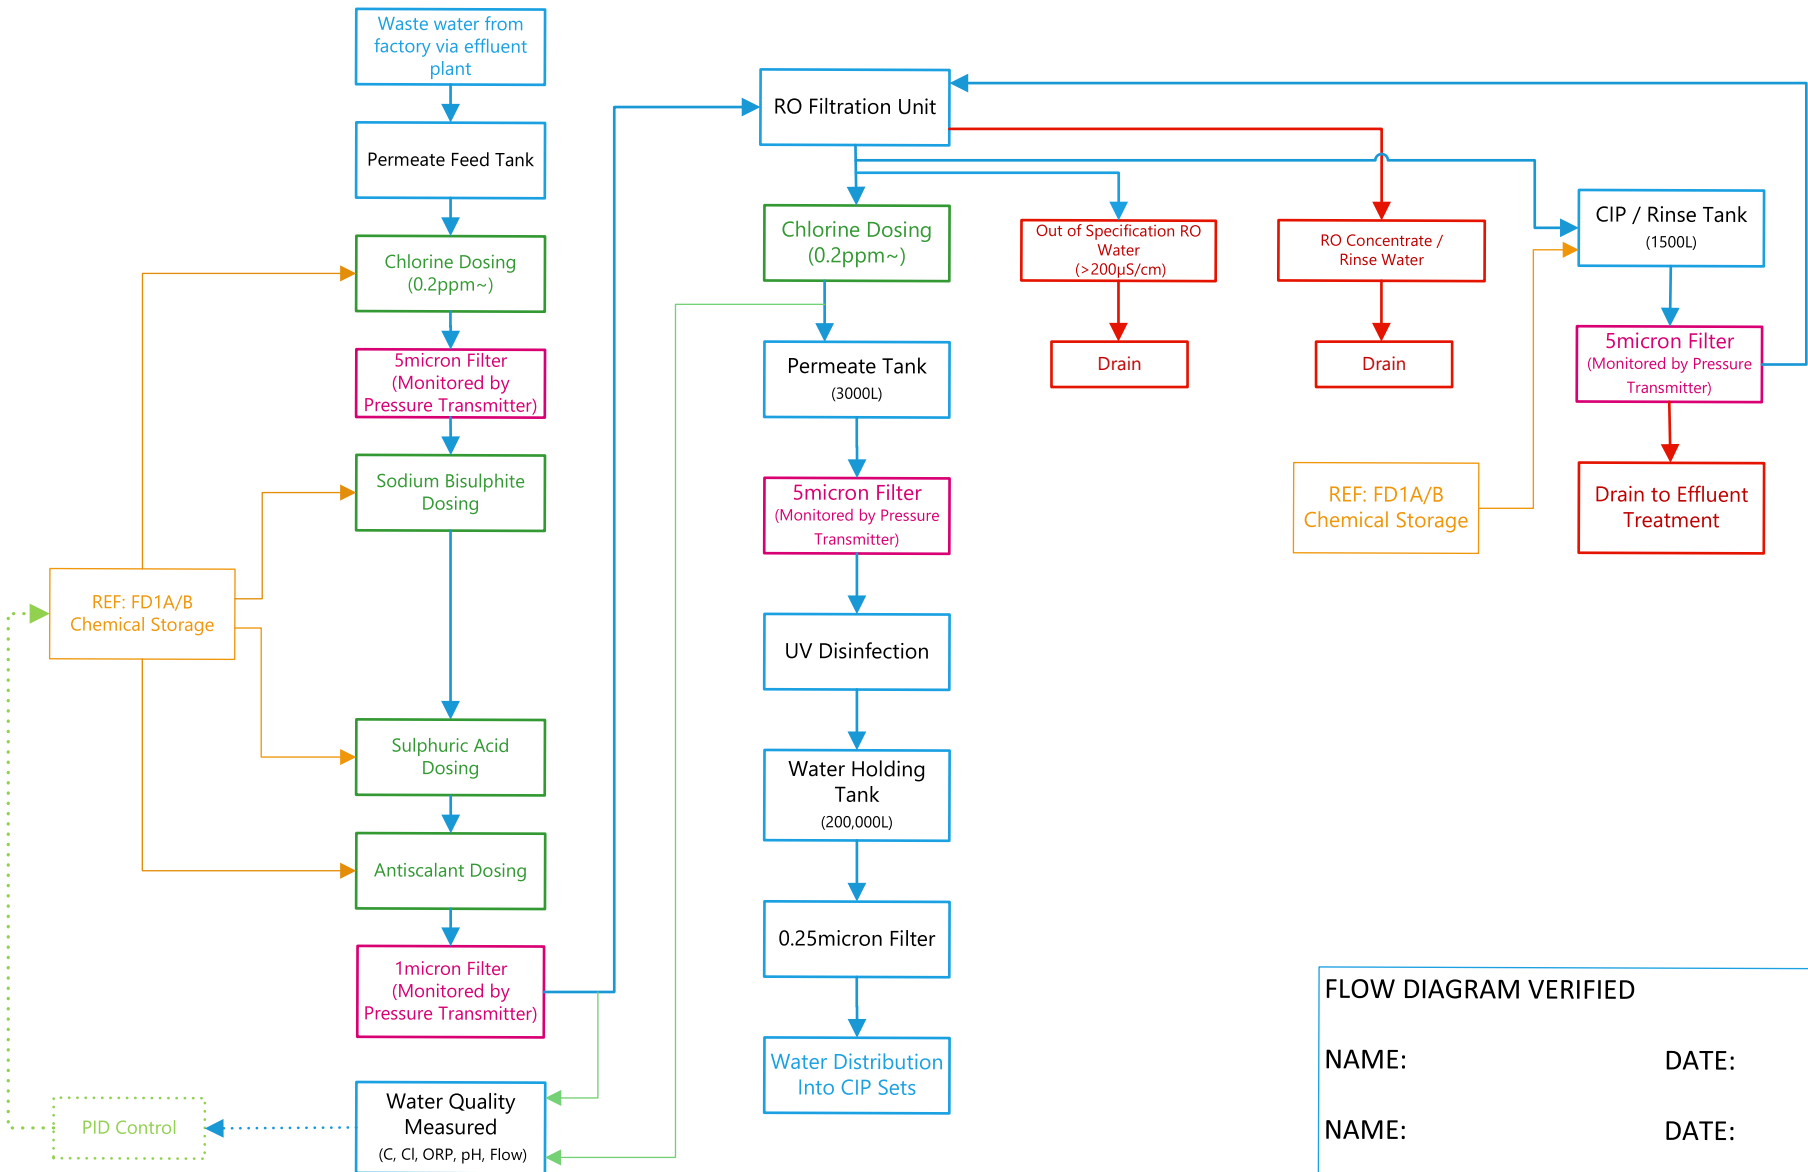 Waste water from
factory via effluent
plant
Permeate Feed Tank
Chlorine Dosing
(0.2ppm~)
5micron Filter
(Monitored by
Pressure Transmitter)
Sodium Bisulphite
Dosing
REF: FD1A/B
Chemical Storage
Sulphuric Acid
Dosing
Antiscalant Dosing
1micron Filter
(Monitored by
Pressure Transmitter)
Water Quality
Measured
(C, Cl, ORP, pH, Flow)
PID Control
RO Filtration Unit
Chlorine Dosing
(0.2ppm~)
Permeate Tank
(3000L)
5micron Filter
(Monitored by Pressure
Transmitter)
UV Disinfection
Water Holding
Tank
(200,000L)
0.25micron Filter
Water Distribution
Into CIP Sets
Out of Specification RO
Water
(>200µS/cm)
Drain
RO Concentrate /
Rinse Water
Drain
CIP / Rinse Tank
(1500L)
5micron Filter
(Monitored by Pressure
Transmitter)
REF: FD1A/B
Chemical Storage
Drain to Effluent
Treatment
FLOW DIAGRAM VERIFIED
NAME: DATE:
NAME: DATE: